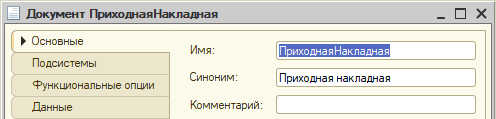 Документ ПриходнаяНакладная
Основные
Подсистемы
Функциональные опции
Данные
Имя: ПриходнаяНакладная
Синоним: Приходная накладная
Комментарий: